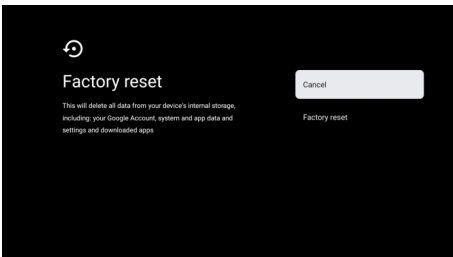 Factory reset
This will delete all data from your device's internal storage,
including: your Google Account, system and app data and
settings and downloaded apps
Cancel
Factory reset